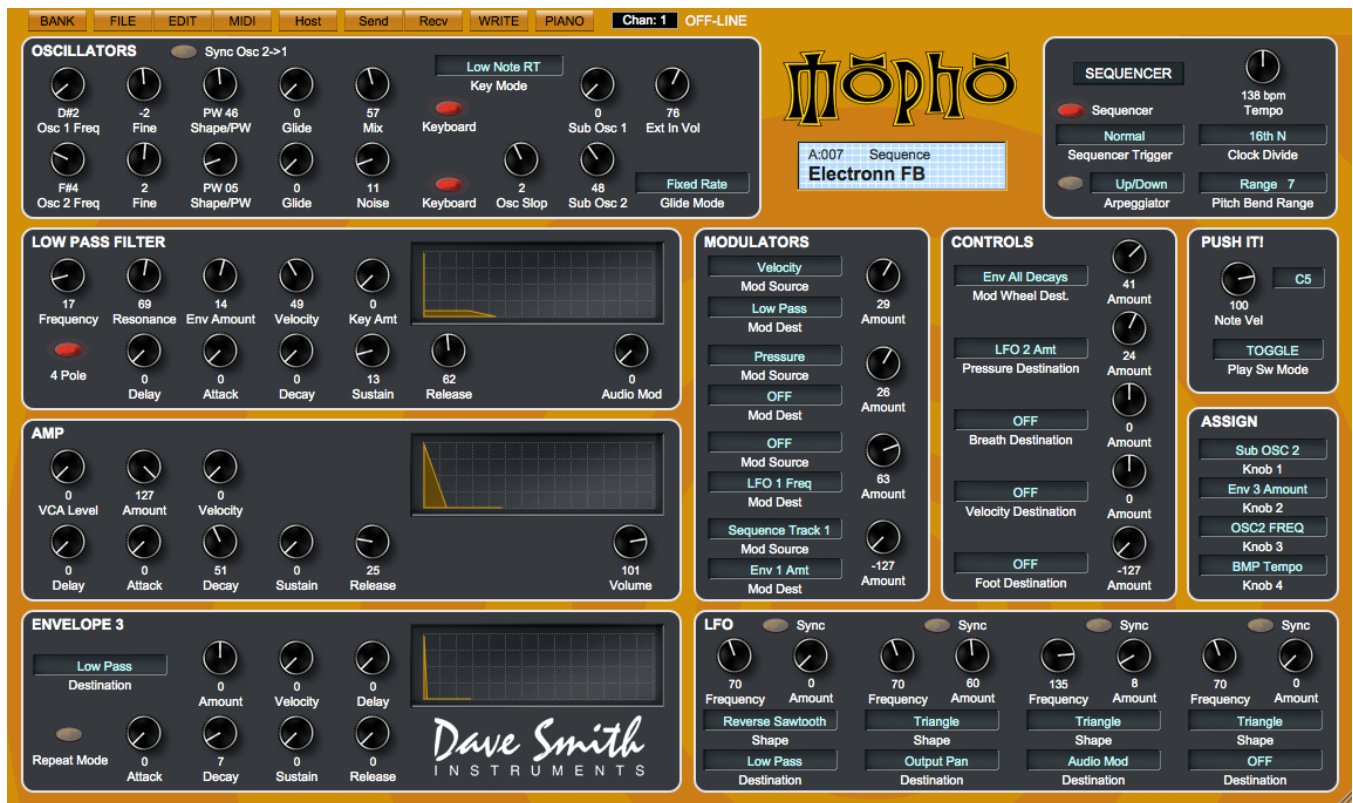 BANK FILE EDIT MIDI Host Send Recv WRITE PIANO Chan: 1 OFF-LINE
OSCILLATORS Sync Osc 2->1
Low Note RT
Key Mode
D#2 -2 PW 46 0 57 0 76
Osc 1 Freq Fine Shape/PW Glide Mix Keyboard Sub Osc 1 Ext In Vol
F#4 2 PW 05 0 11 2 48 Fixed Rate
Osc 2 Freq Fine Shape/PW Glide Noise Keyboard Osc Slop Sub Osc 2 Glide Mode
mōphō
A:007 Sequence
Electronn FB
SEQUENCER
138 bpm
Sequencer Tempo
Normal 16th N
Sequencer Trigger Clock Divide
Up/Down Range 7
Arpeggiator Pitch Bend Range
LOW PASS FILTER
17 69 14 49 0
Frequency Resonance Env Amount Velocity Key Amt
4 Pole
0 0 0 13 62 0
Delay Attack Decay Sustain Release Audio Mod
AMP
0 127 0
VCA Level Amount Velocity
0 0 51 0 25 101
Delay Attack Decay Sustain Release Volume
ENVELOPE 3
Low Pass
Destination
0 0 0
Amount Velocity Delay
Repeat Mode
0 7 0 0
Attack Decay Sustain Release
Dave Smith
INSTRUMENTS
MODULATORS
Velocity
Mod Source
29
Low Pass Amount
Mod Dest
Pressure
Mod Source
26
OFF Amount
Mod Dest
OFF
Mod Source
63
LFO 1 Freq Amount
Mod Dest
Sequence Track 1
Mod Source
-127
Env 1 Amt Amount
Mod Dest
CONTROLS
Env All Decays 41
Mod Wheel Dest. Amount
LFO 2 Amt 24
Pressure Destination Amount
OFF 0
Breath Destination Amount
OFF 0
Velocity Destination Amount
OFF -127
Foot Destination Amount
PUSH IT!
C5
100
Note Vel
TOGGLE
Play Sw Mode
ASSIGN
Sub OSC 2
Knob 1
Env 3 Amount
Knob 2
OSC2 FREQ
Knob 3
BMP Tempo
Knob 4
LFO Sync Sync Sync Sync
70 0 70 60 135 8 70 0
Frequency Amount Frequency Amount Frequency Amount Frequency Amount
Reverse Sawtooth Triangle Triangle Triangle
Shape Shape Shape Shape
Low Pass Output Pan Audio Mod OFF
Destination Destination Destination Destination